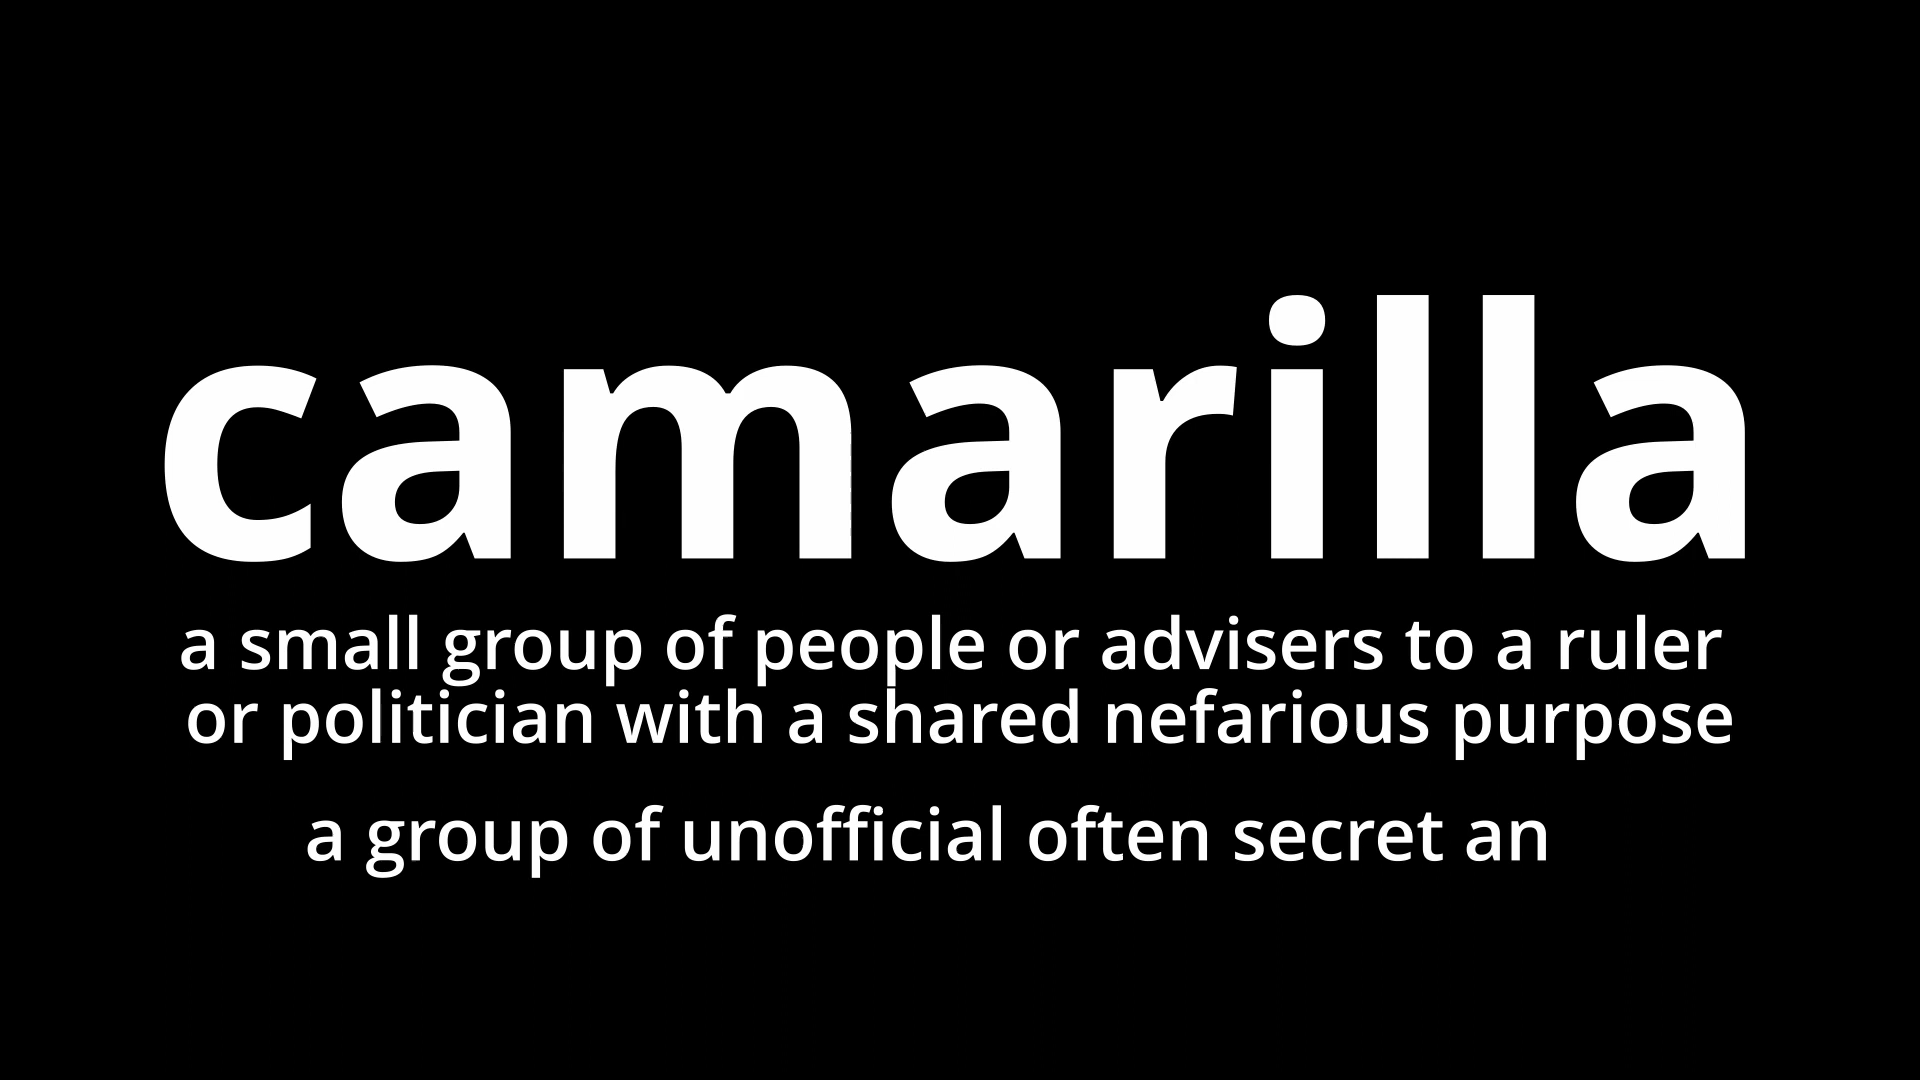 camarilla
a small group of people or advisers to a ruler
or politician with a shared nefarious purpose
a group of unofficial often secret an